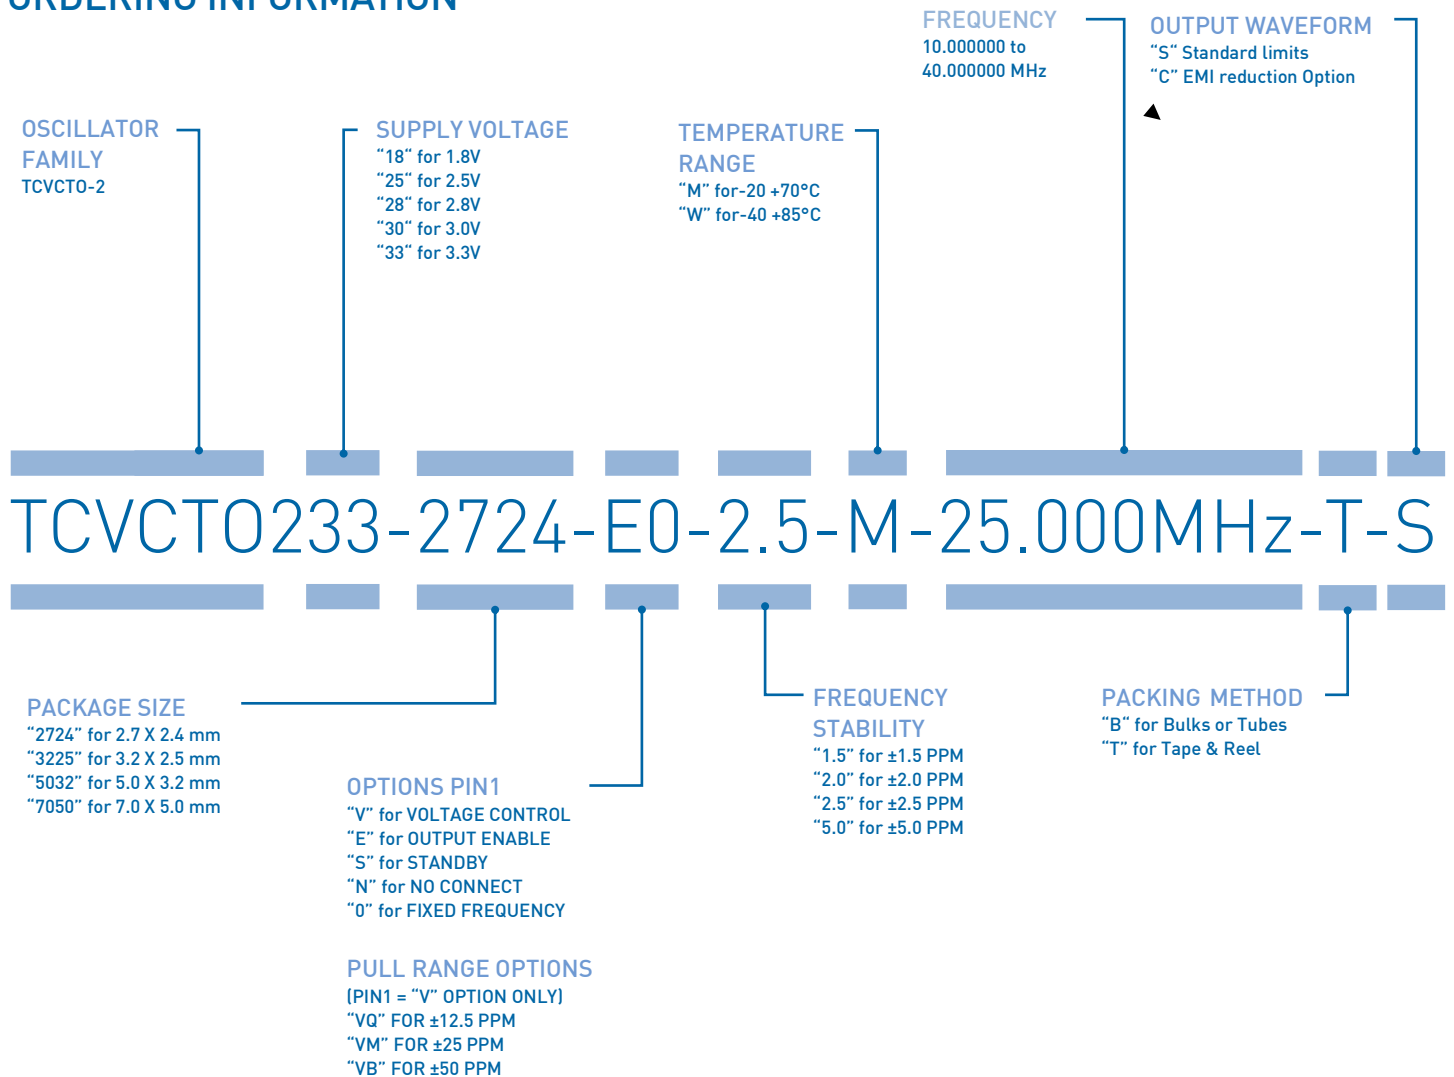 ORDERING INFORMATION
FREQUENCY
10.000000 to
40.000000 MHz
OUTPUT WAVEFORM
“S“ Standard limits
“C” EMI reduction Option
OSCILLATOR
FAMILY
TCVCTO-2
SUPPLY VOLTAGE
“18“ for 1.8V
“25“ for 2.5V
“28“ for 2.8V
“30“ for 3.0V
“33“ for 3.3V
TEMPERATURE
RANGE
“M” for-20 +70°C
“W” for-40 +85°C
TCVCTO233-2724-E0-2.5-M-25.000MHz-T-S
PACKAGE SIZE
“2724” for 2.7 X 2.4 mm
“3225” for 3.2 X 2.5 mm
“5032” for 5.0 X 3.2 mm
“7050” for 7.0 X 5.0 mm
OPTIONS PIN1
“V” for VOLTAGE CONTROL
“E” for OUTPUT ENABLE
“S” for STANDBY
“N” for NO CONNECT
“0” for FIXED FREQUENCY
PULL RANGE OPTIONS
(PIN1 = “V” OPTION ONLY)
“VQ” FOR ±12.5 PPM
“VM” FOR ±25 PPM
“VB” FOR ±50 PPM
FREQUENCY
STABILITY
“1.5” for ±1.5 PPM
“2.0” for ±2.0 PPM
“2.5” for ±2.5 PPM
“5.0” for ±5.0 PPM
PACKING METHOD
“B“ for Bulks or Tubes
“T” for Tape & Reel